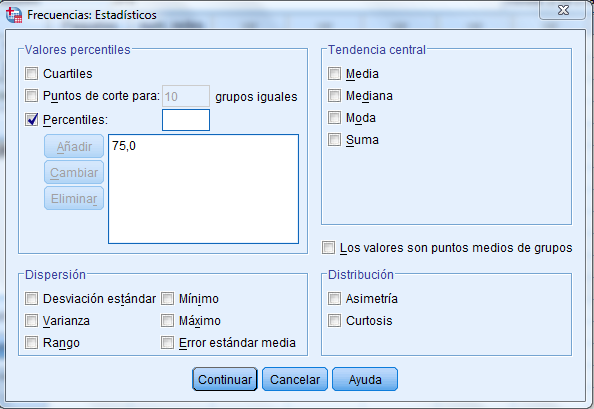 Frecuencias: Estadísticos
Valores percentiles
Cuartiles
Puntos de corte para: 10 grupos iguales
Percentiles:
Añadir
Cambiar
Eliminar
75,0
Tendencia central
Media
Mediana
Moda
Suma
Los valores son puntos medios de grupos
Dispersión
Desviación estándar Mínimo
Varianza Máximo
Rango Error estándar media
Distribución
Asimetría
Curtosis
Continuar Cancelar Ayuda